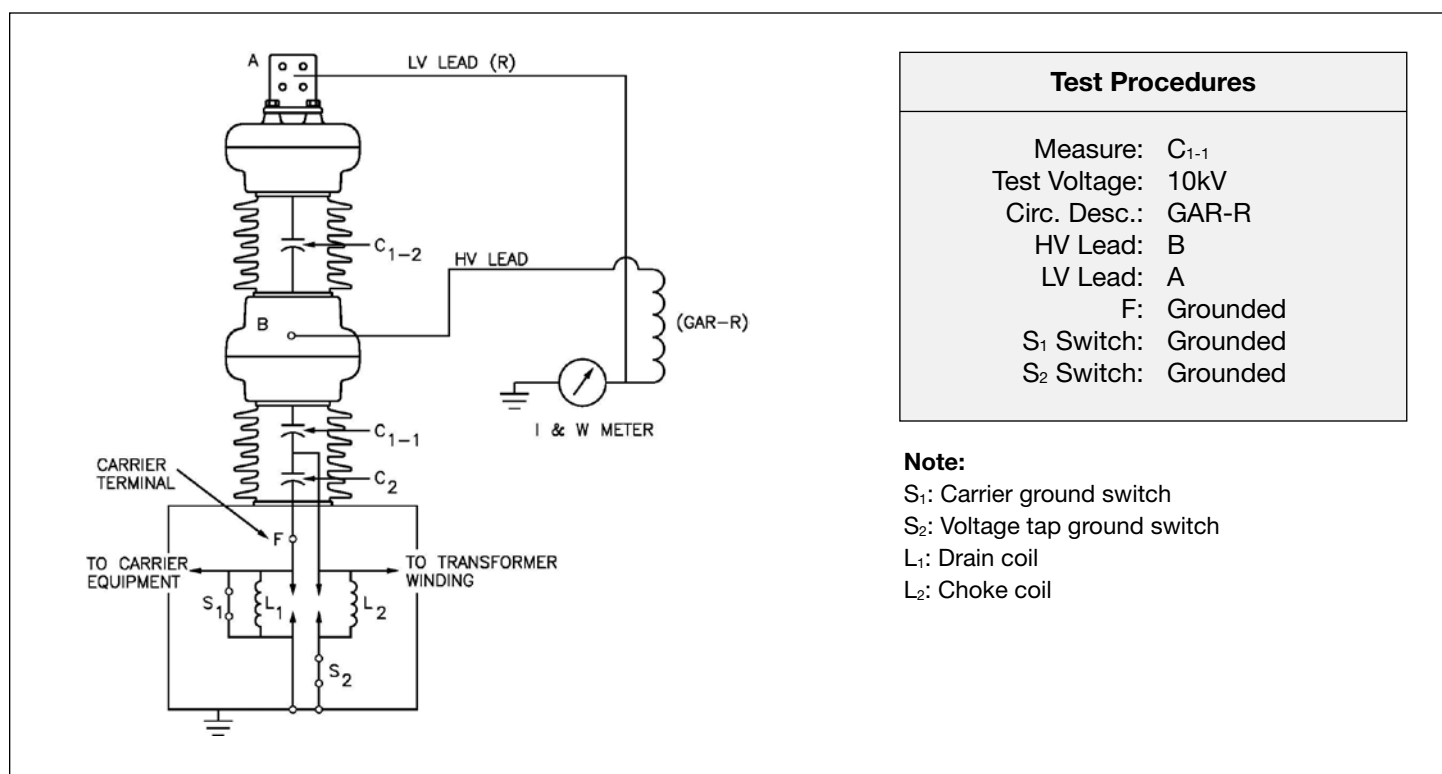 A
LV LEAD (R)
C1-2
HV LEAD
B
(GAR-R)
I & W METER
C1-1
C2
CARRIER
TERMINAL
F
TO CARRIER
EQUIPMENT
TO TRANSFORMER
WINDING
S1
L1
L2
S2
Test Procedures
Measure: C1-1
Test Voltage: 10kV
Circ. Desc.: GAR-R
HV Lead: B
LV Lead: A
F: Grounded
S1 Switch: Grounded
S2 Switch: Grounded
Note:
S1: Carrier ground switch
S2: Voltage tap ground switch
L1: Drain coil
L2: Choke coil